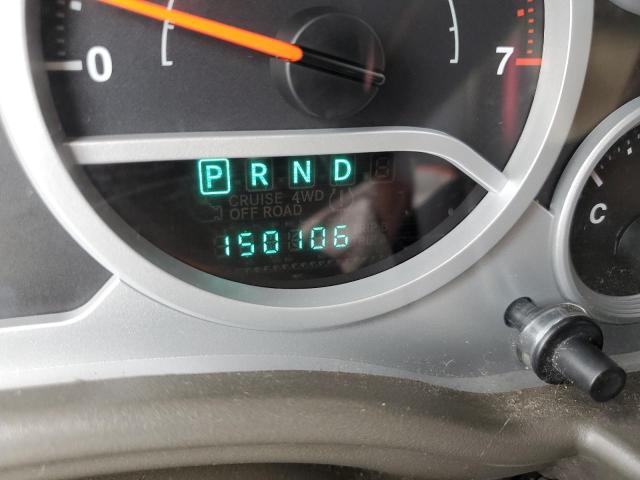 0 7
P R N D
CRUISE 4WD (!)
OFF ROAD
150106
C